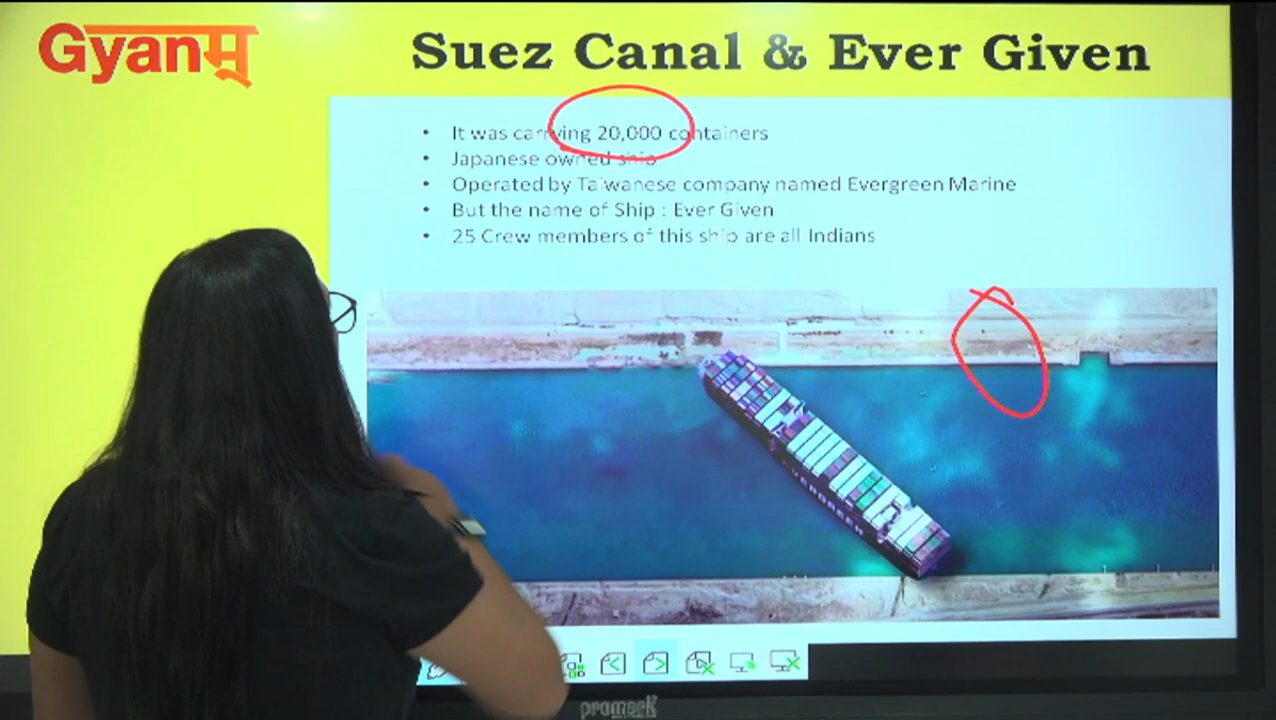 Gyanम्
Suez Canal & Ever Given
• It was carrying 20,000 containers
• Japanese owned ship
• Operated by Taiwanese company named Evergreen Marine
• But the name of Ship : Ever Given
• 25 Crew members of this ship are all Indians
EVERGREEN
promark